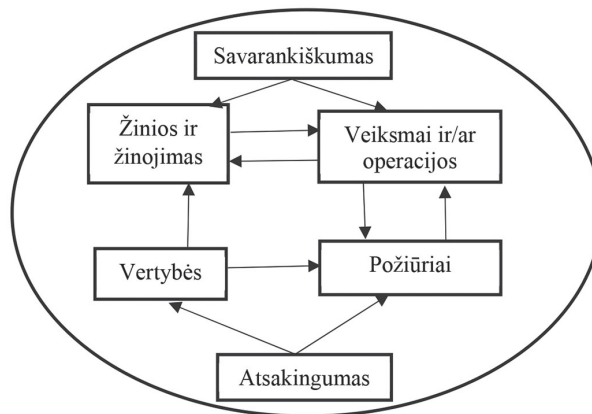 Savarankiškumas
Žinios ir
žinojimas
Veiksmai ir/ar
operacijos
Vertybės
Požiūriai
Atsakingumas